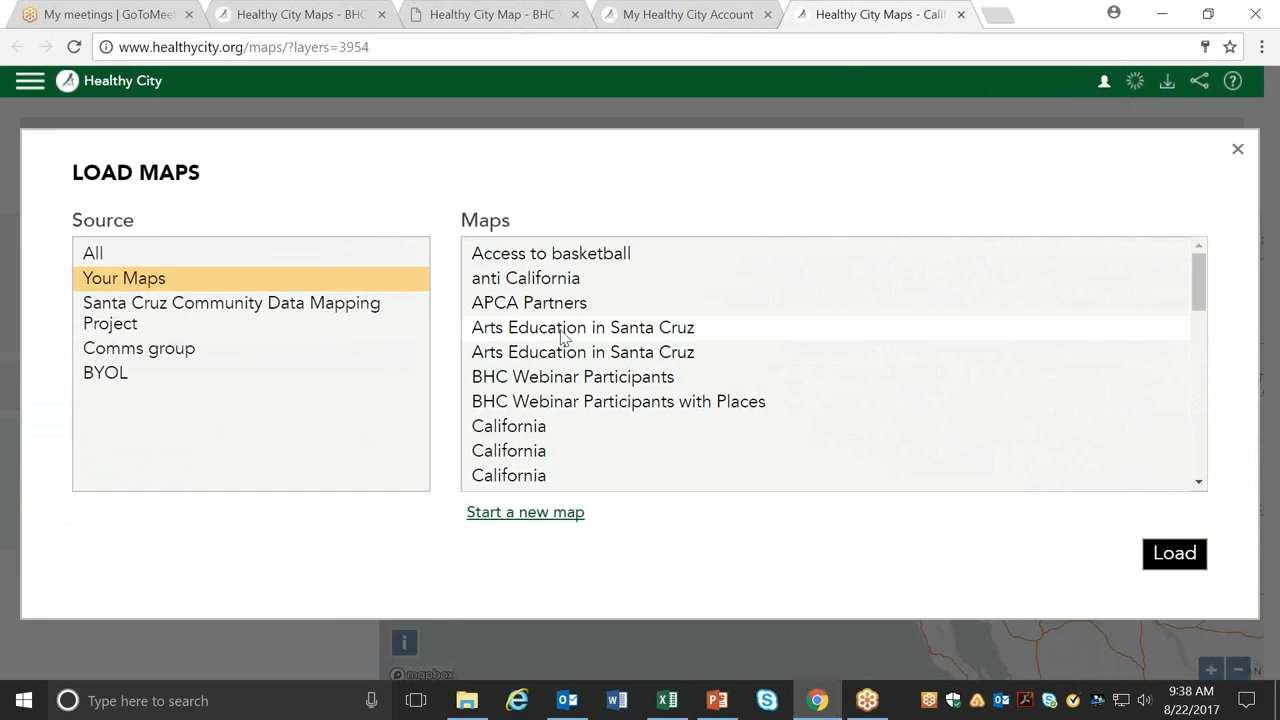 My meetings | GoToMee
Healthy City Maps - BHC
Healthy City Map - BHC
My Healthy City Account
Healthy City Maps - Cali
www.healthycity.org/maps/?layers=3954
Healthy City
LOAD MAPS
Source
All
Your Maps
Santa Cruz Community Data Mapping
Project
Comms group
BYOL
Maps
Access to basketball
anti California
APCA Partners
Arts Education in Santa Cruz
Arts Education in Santa Cruz
BHC Webinar Participants
BHC Webinar Participants with Places
California
California
California
Start a new map
Load
mapbox
Type here to search
9:38 AM
8/22/2017